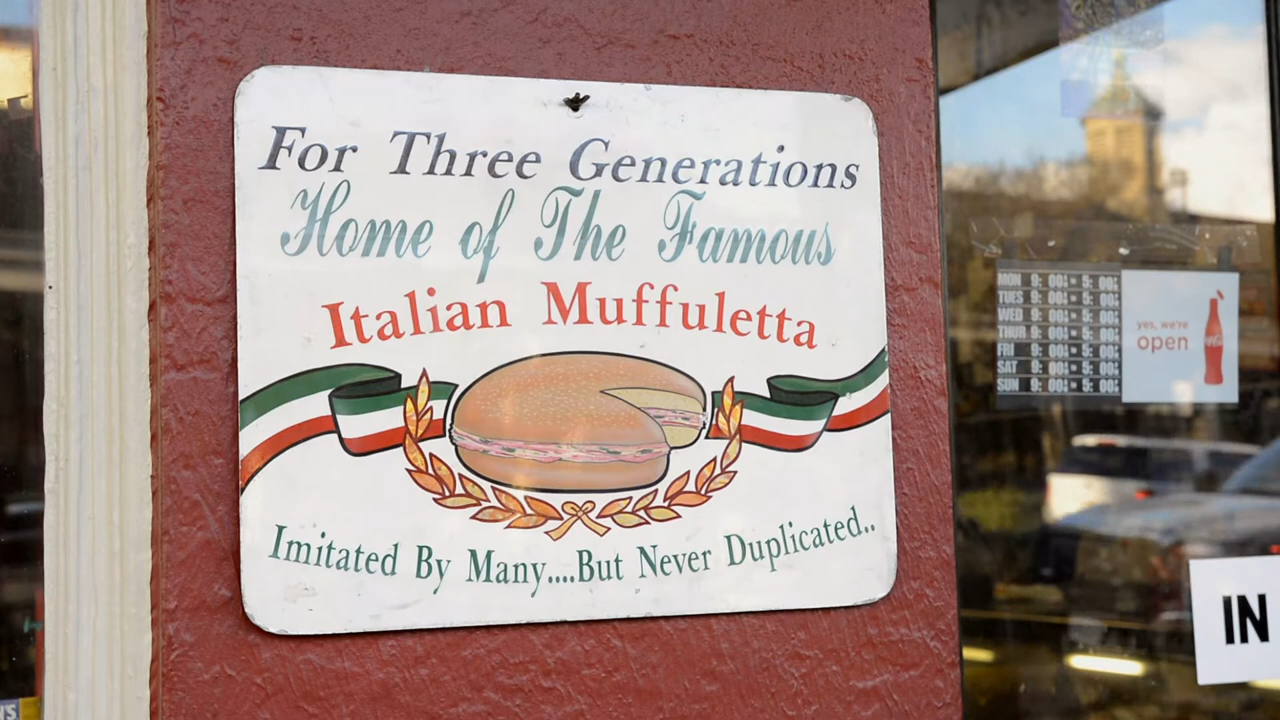 For Three Generations
Home of The Famous
Italian Muffuletta
Imitated By Many....But Never Duplicated..
MON 9:00 5:00
TUES 9:00 5:00
WED 9:00 5:00
THUR 9:00 5:00
FRI 9:00 5:00
SAT 9:00 5:00
SUN 9:00 5:00
yes, we're
open
IN